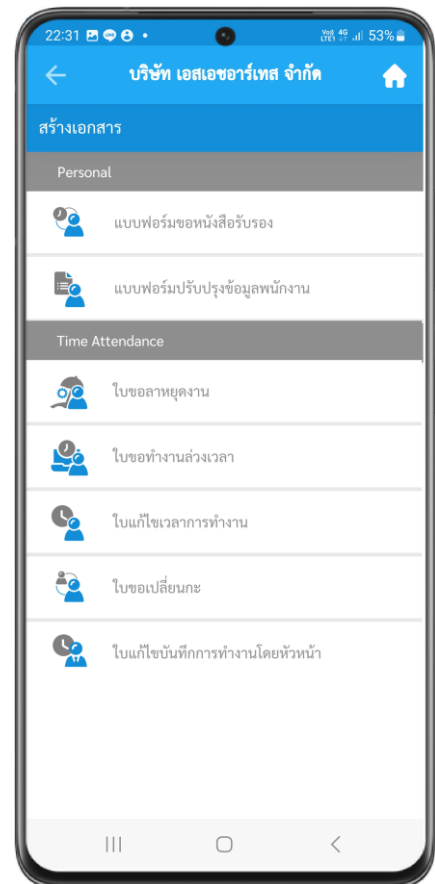 22:31
53%
บริษัท เอสเอชอาร์เทส จำกัด
สร้างเอกสาร
Personal
แบบฟอร์มขอหนังสือรับรอง
แบบฟอร์มปรับปรุงข้อมูลพนักงาน
Time Attendance
ใบขอลาหยุดงาน
ใบขอทำงานล่วงเวลา
ใบแก้ไขเวลาการทำงาน
ใบขอเปลี่ยนกะ
ใบแก้ไขบันทึกการทำงานโดยหัวหน้า